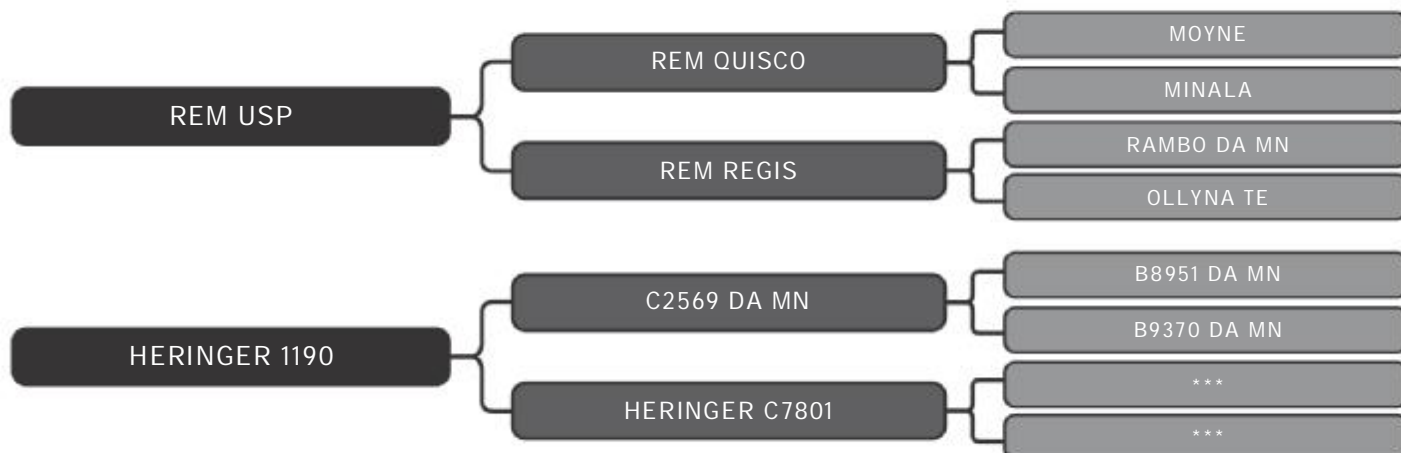 REM USP
REM QUISCO
MOYNE
MINALA
REM REGIS
RAMBO DA MN
OLLYNA TE
HERINGER 1190
C2569 DA MN
B8951 DA MN
B9370 DA MN
HERINGER C7801
***
***